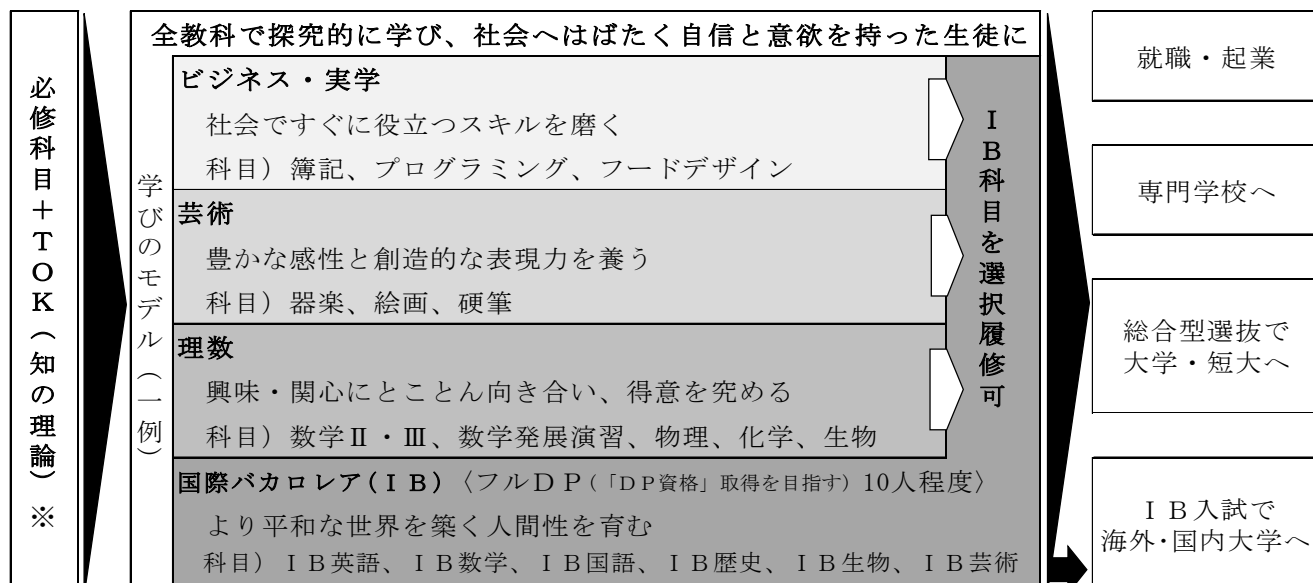 必修科目＋ＴＯＫ（知の理論）※
全教科で探究的に学び、社会へはばたく自信と意欲を持った生徒に
学びのモデル（一例）
ビジネス・実学
社会ですぐに役立つスキルを磨く
科目）簿記、プログラミング、フードデザイン
芸術
豊かな感性と創造的な表現力を養う
科目）器楽、絵画、硬筆
理数
興味・関心にとことん向き合い、得意を究める
科目）数学Ⅱ・Ⅲ、数学発展演習、物理、化学、生物
国際バカロレア(ＩＢ)〈フルＤＰ(「ＤＰ資格」取得を目指す) 10人程度〉
より平和な世界を築く人間性を育む
科目）ＩＢ英語、ＩＢ数学、ＩＢ国語、ＩＢ歴史、ＩＢ生物、ＩＢ芸術
ＩＢ科目を選択履修可
就職・起業
専門学校へ
総合型選抜で
大学・短大へ
ＩＢ入試で
海外・国内大学へ